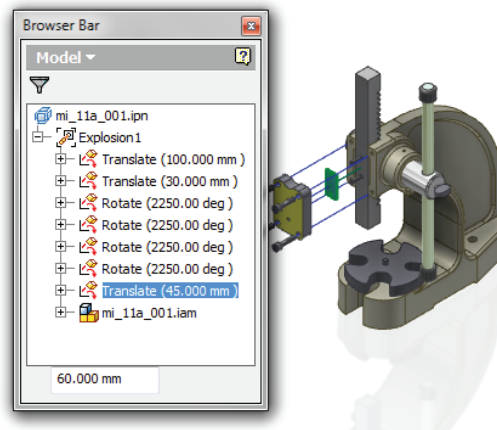 Browser Bar
Model
mi_11a_001.ipn
Explosion1
Translate (100.000 mm )
Translate (30.000 mm )
Rotate (2250.00 deg )
Rotate (2250.00 deg )
Rotate (2250.00 deg )
Rotate (2250.00 deg )
Translate (45.000 mm )
mi_11a_001.iam
60.000 mm